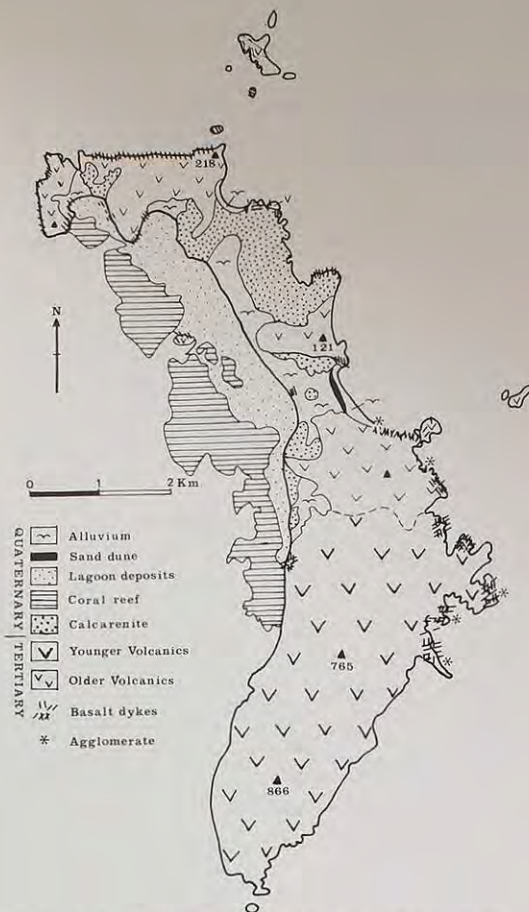 218
N
121
0 1 2 Km
765
866
QUATERNARY
TERTIARY
Alluvium
Sand dune
Lagoon deposits
Coral reef
Calcarenite
Younger Volcanics
Older Volcanics
Basalt dykes
Agglomerate